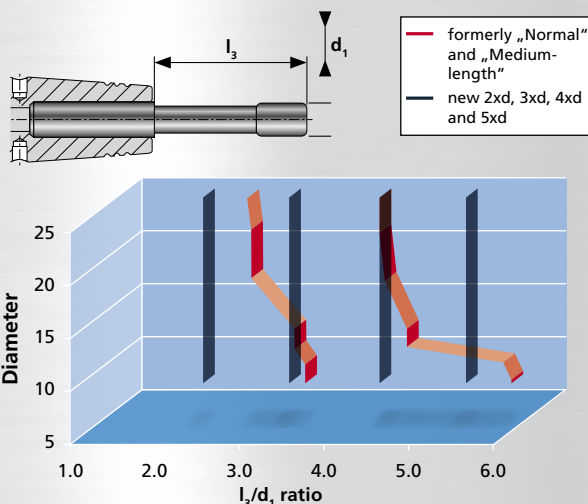 l3
d1
formerly „Normal“
and „Medium-
length“
new 2xd, 3xd, 4xd
and 5xd
Diameter
25
20
15
10
5
1.0 2.0 3.0 4.0 5.0 6.0
l3/d1 ratio